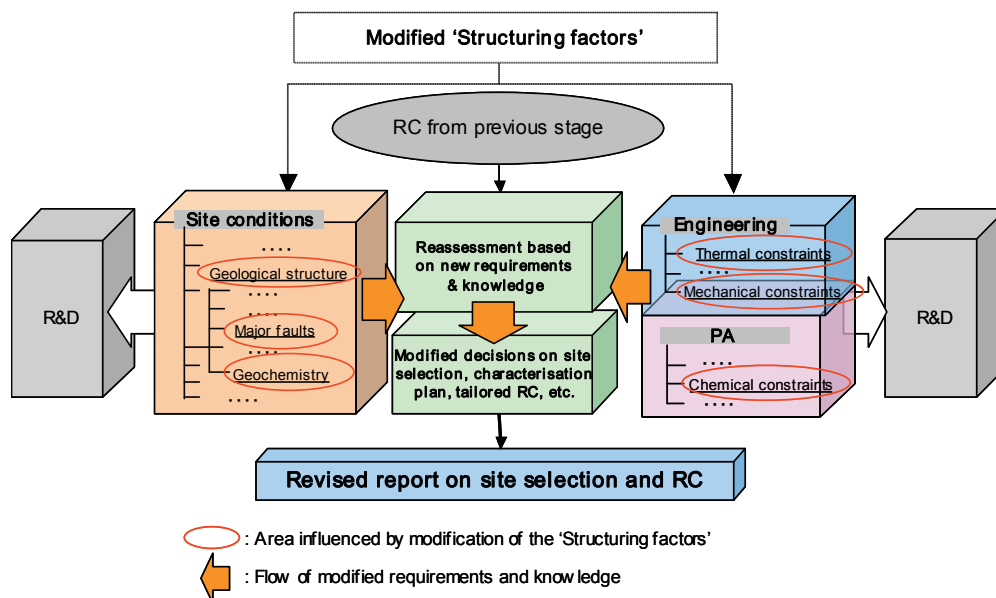 Modified 'Structuring factors'
RC from previous stage
Site conditions
....
Geological structure
....
Major faults
....
Geochemistry
....
R&D
Reassessment based
on new requirements
& knowledge
Modified decisions on site
selection, characterisation
plan, tailored RC, etc.
Engineering
Thermal constraints
....
Mechanical constraints
PA
....
Chemical constraints
....
R&D
Revised report on site selection and RC
: Area influenced by modification of the 'Structuring factors'
: Flow of modified requirements and knowledge